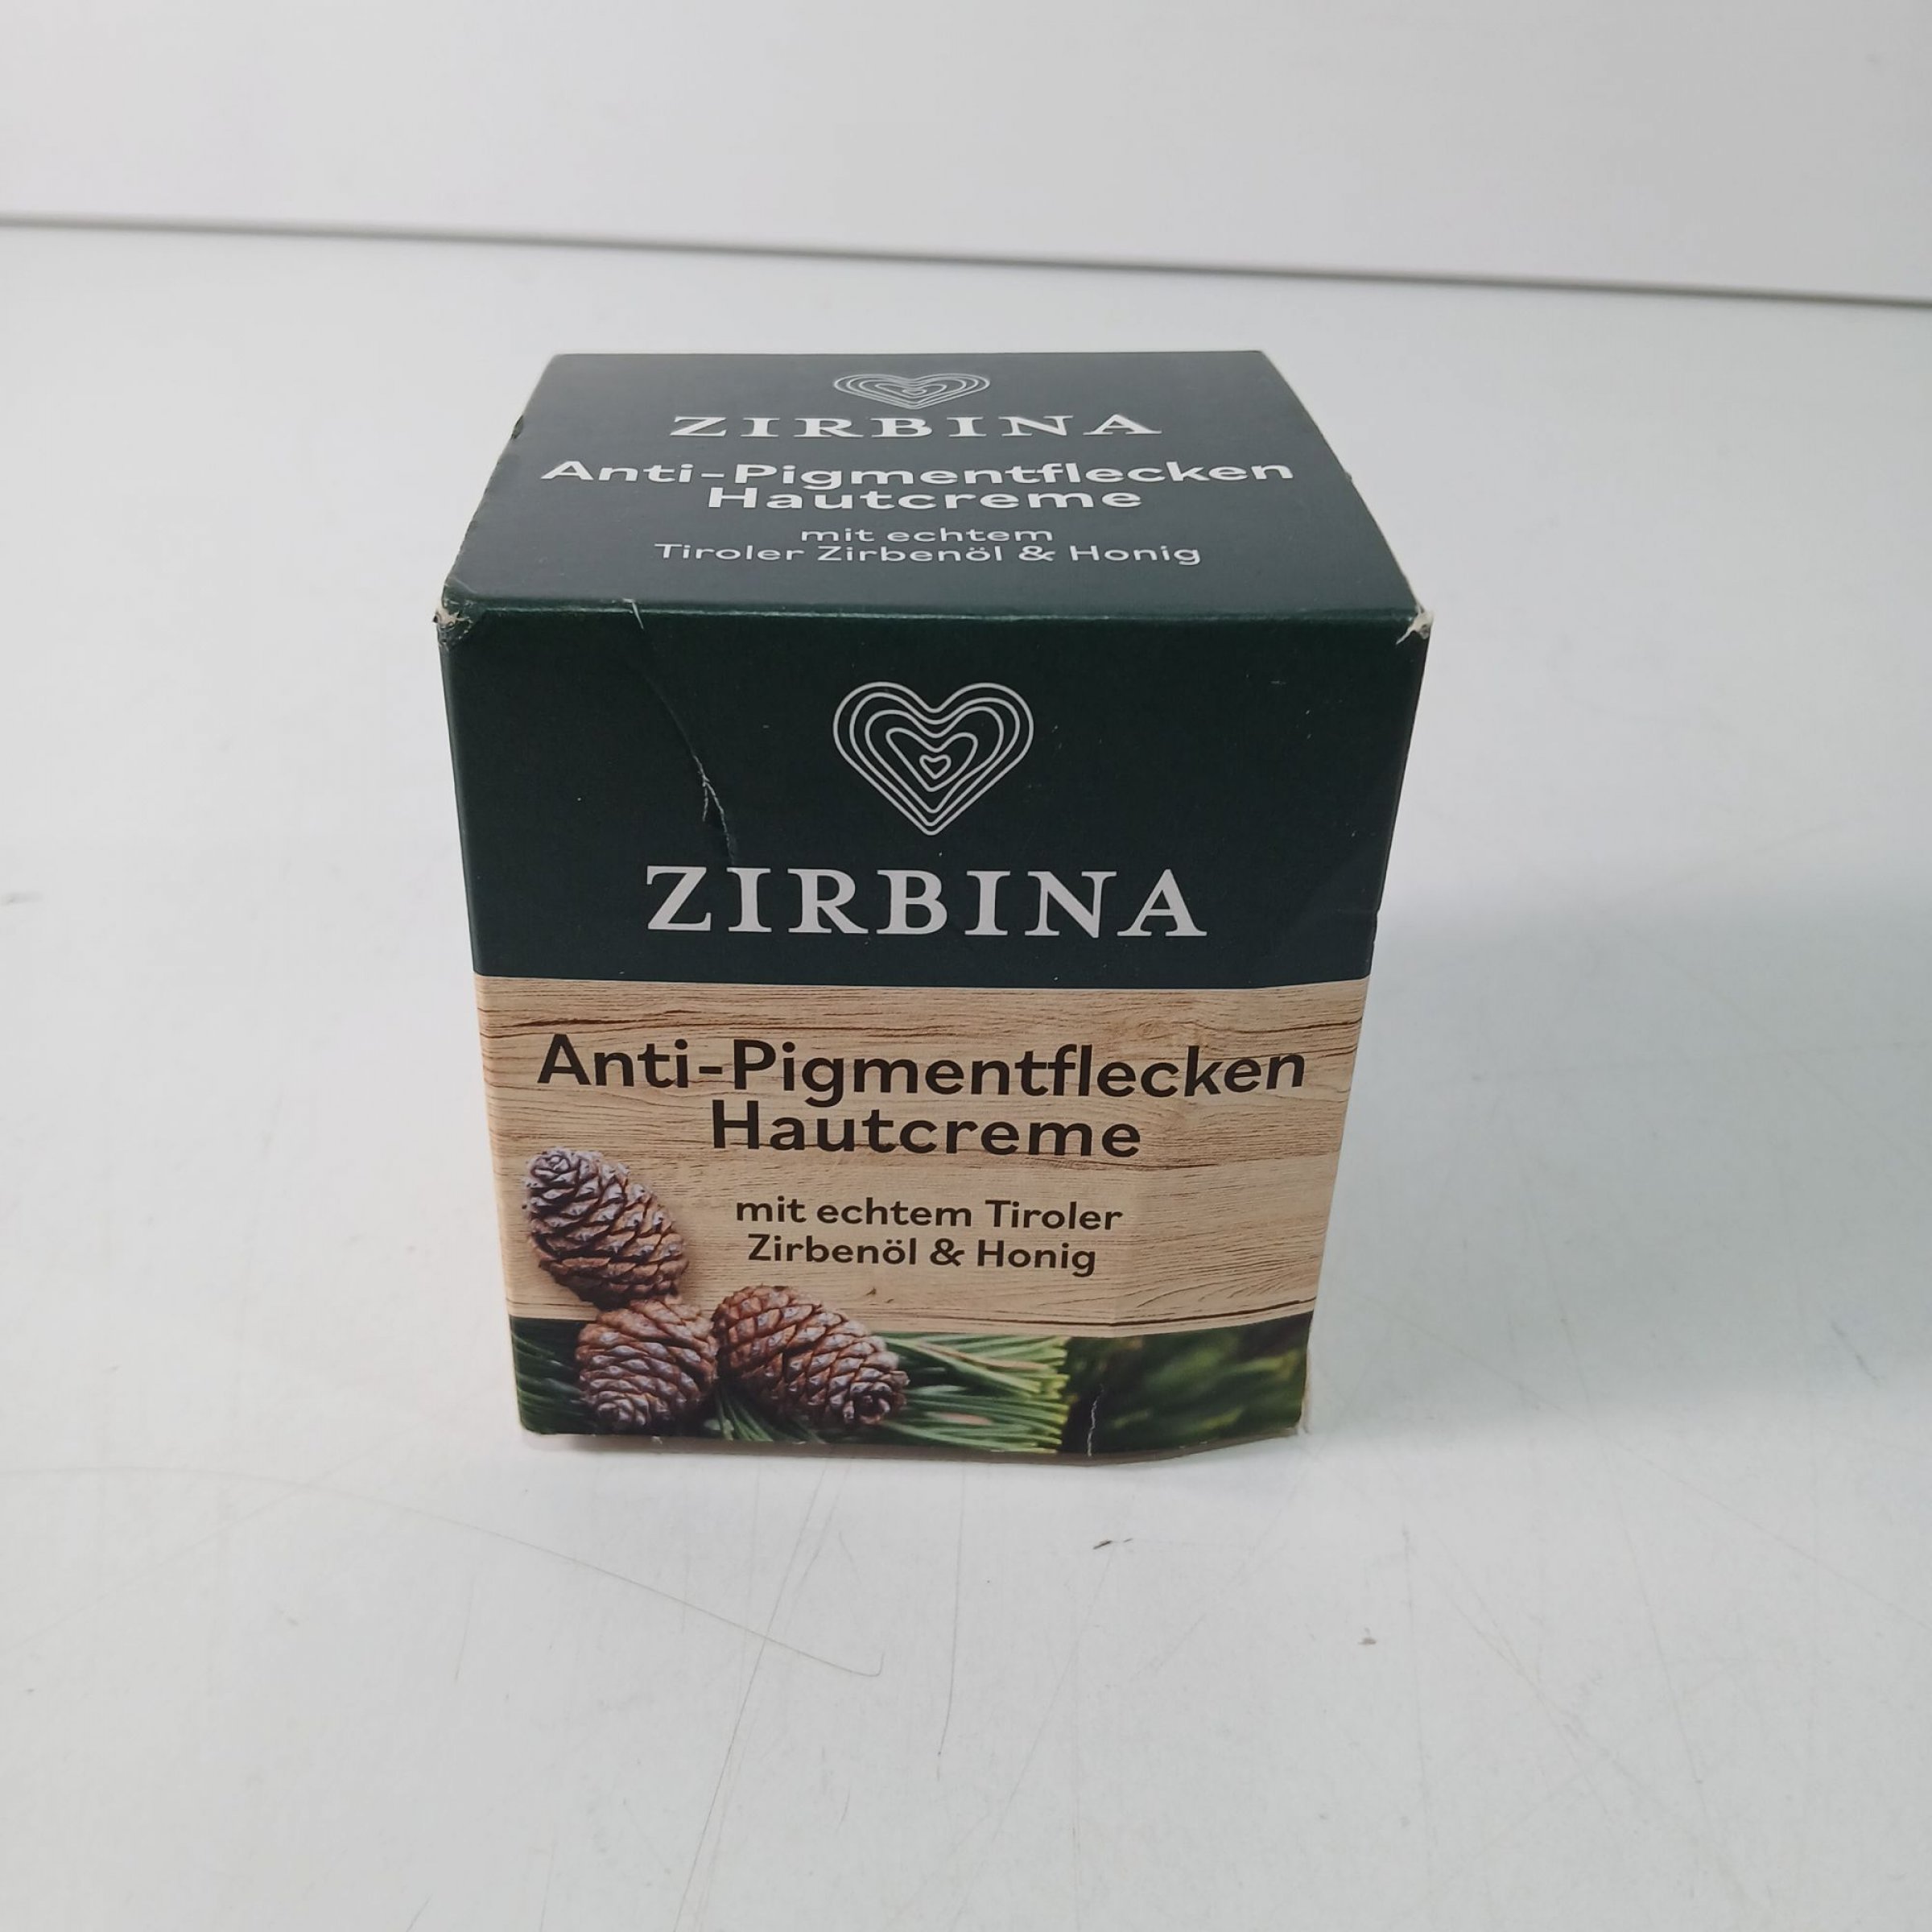 ZIRBINA
Anti-Pigmentflecken
Hautcreme
mit echtem
Tiroler Zirbenöl & Honig
ZIRBINA
Anti-Pigmentflecken
Hautcreme
mit echtem Tiroler
Zirbenöl & Honig